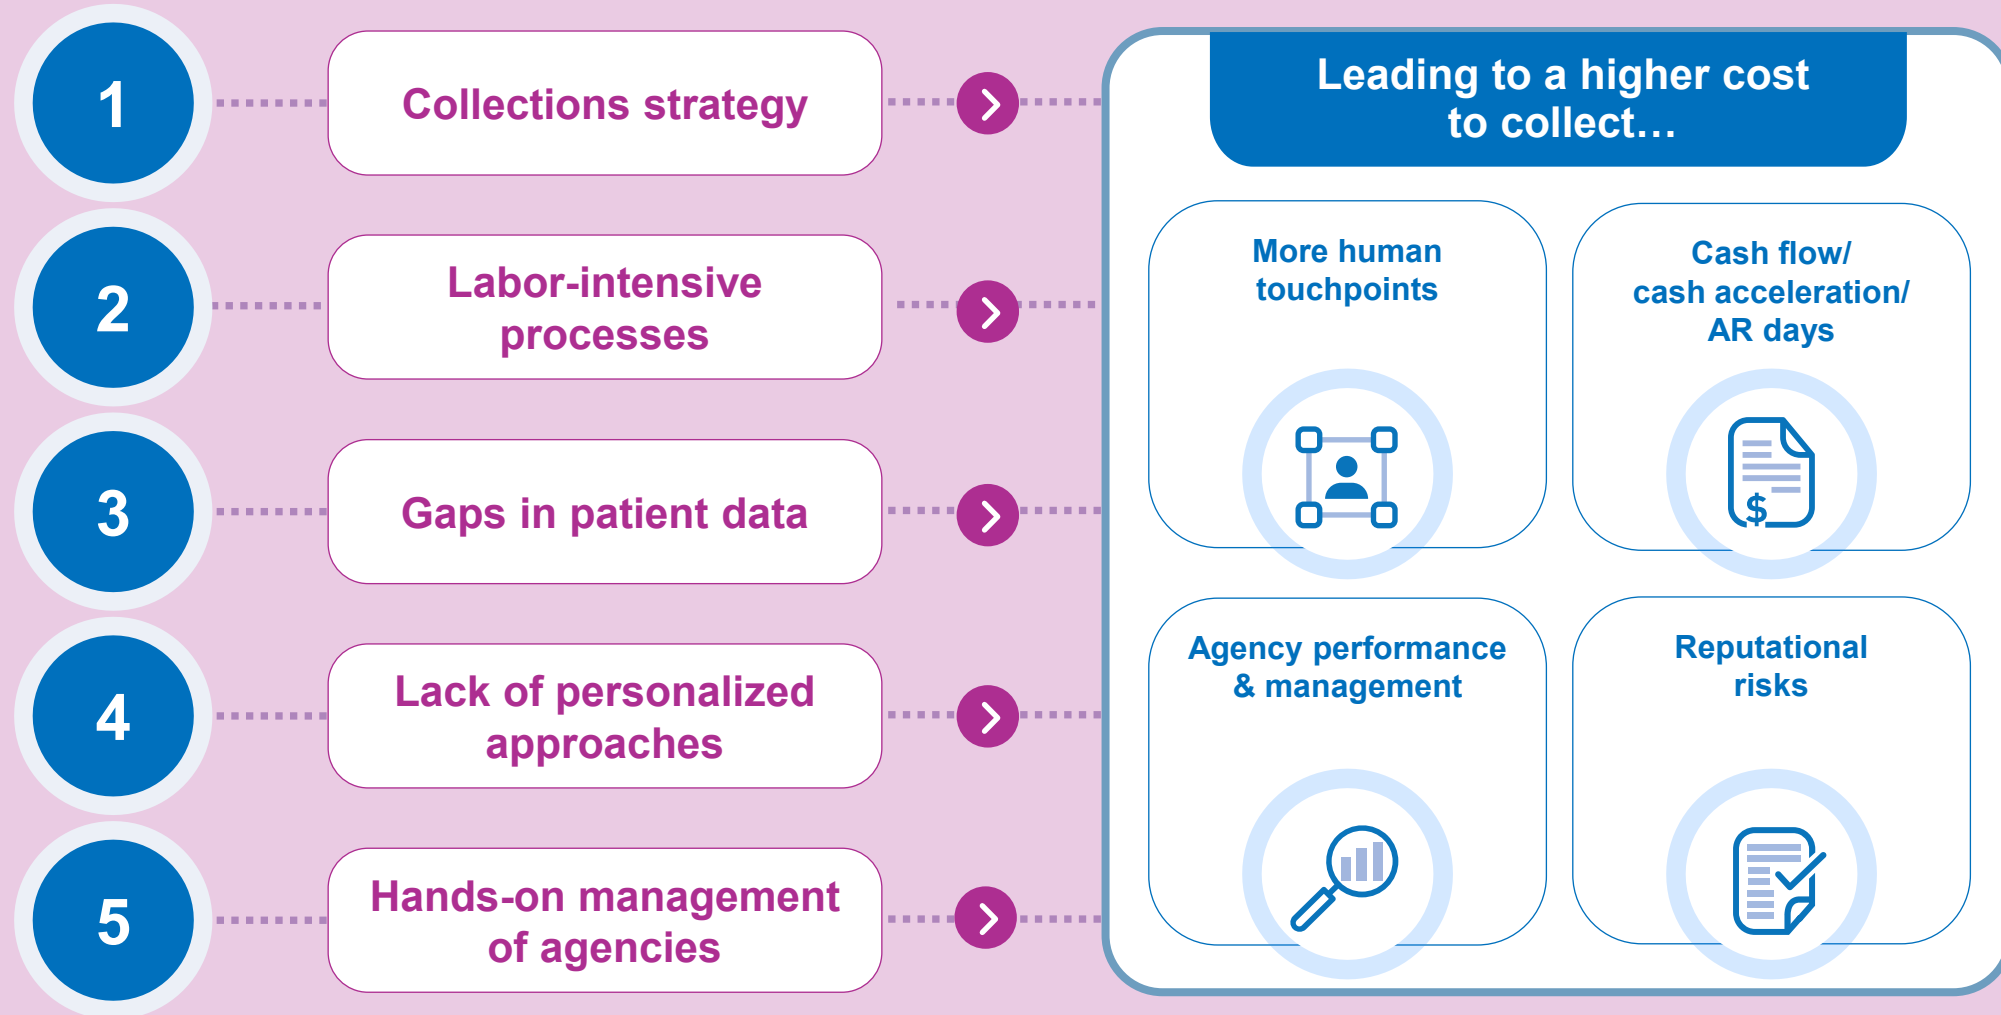 1
Collections strategy
2
Labor-intensive
processes
3
Gaps in patient data
4
Lack of personalized
approaches
5
Hands-on management
of agencies
Leading to a higher cost
to collect…
More human
touchpoints
Cash flow/
cash acceleration/
AR days
$
Agency performance
& management
Reputational
risks